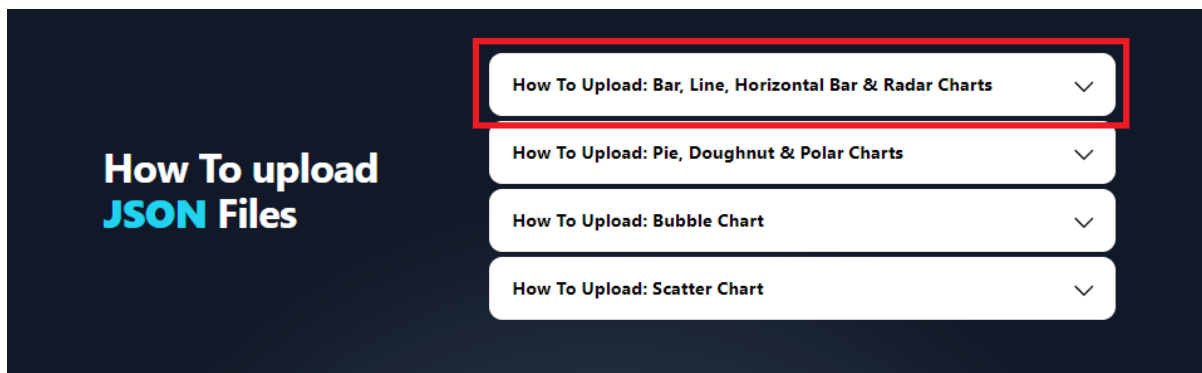 How To upload
JSON Files
How To Upload: Bar, Line, Horizontal Bar & Radar Charts
How To Upload: Pie, Doughnut & Polar Charts
How To Upload: Bubble Chart
How To Upload: Scatter Chart